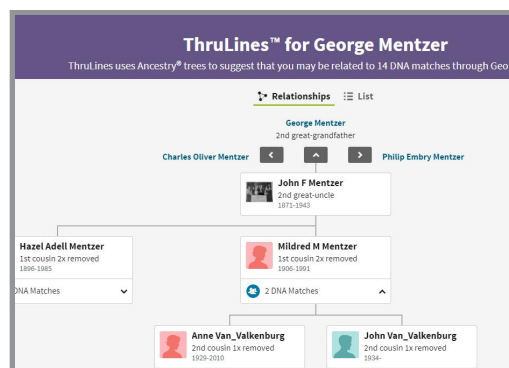 ThruLines™ for George Mentzer
ThruLines uses Ancestry® trees to suggest that you may be related to 14 DNA matches through Geo
Relationships List
George Mentzer
2nd great-grandfather
Charles Oliver Mentzer Philip Embry Mentzer
John F Mentzer
2nd great-uncle
1871-1943
Hazel Adell Mentzer
1st cousin 2x removed
1896-1985
DNA Matches
Mildred M Mentzer
1st cousin 2x removed
1906-1991
2 DNA Matches
Anne Van_Valkenburg
2nd cousin 1x removed
1929-2010
John Van_Valkenburg
2nd cousin 1x removed
1934-